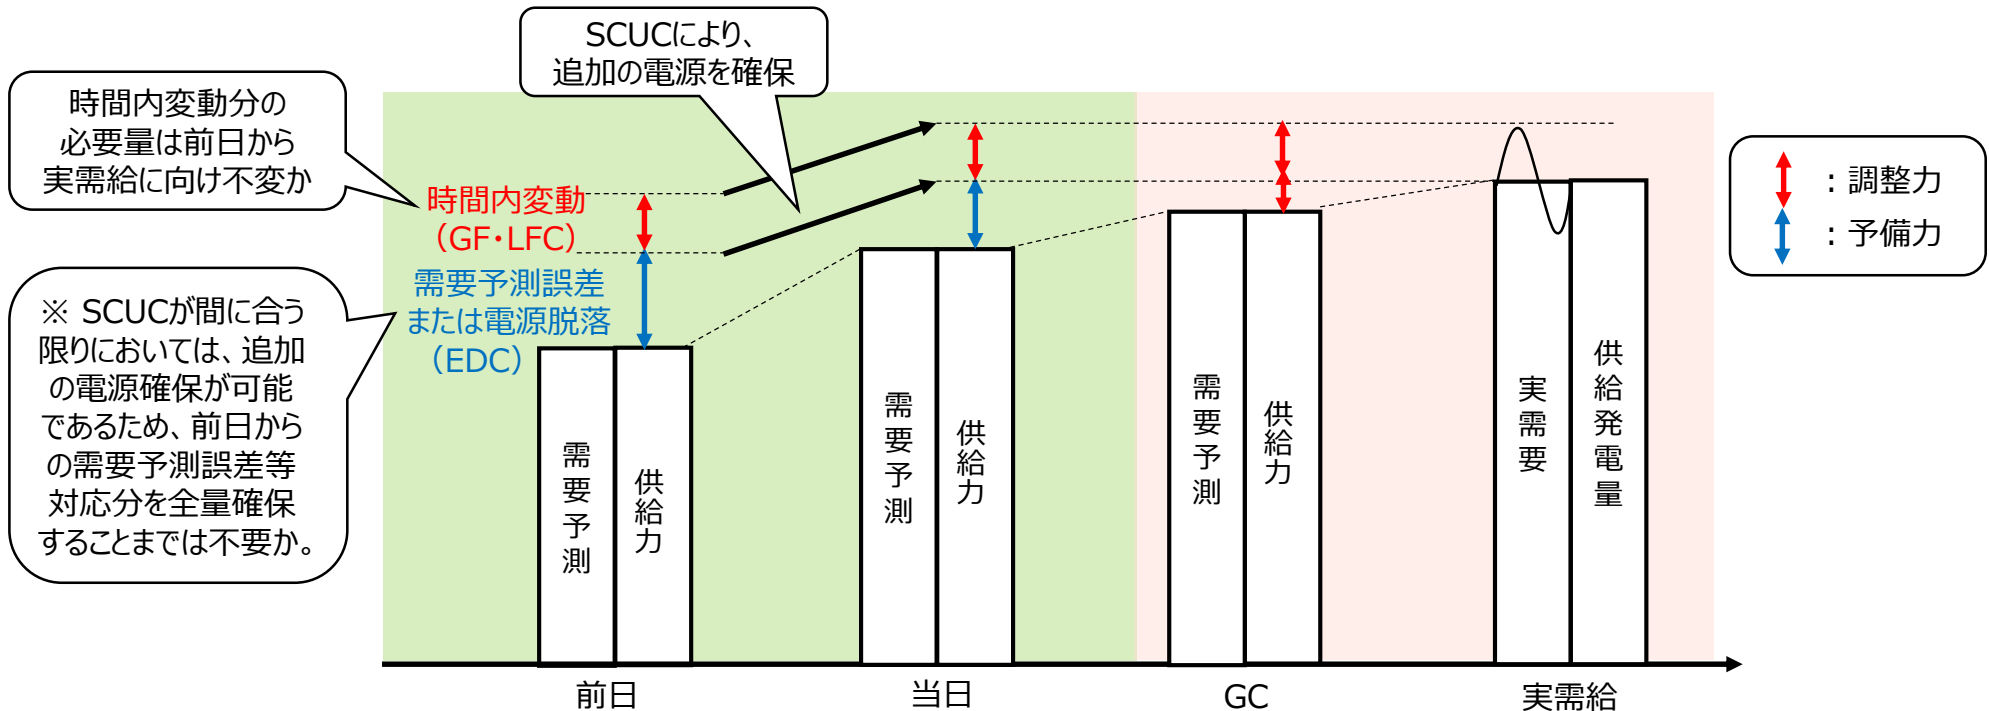 SCUCにより、
追加の電源を確保
時間内変動分の
必要量は前日から
実需給に向け不変か
時間内変動
（GF・LFC）
需要予測誤差
または電源脱落
（EDC）
※ SCUCが間に合う
限りにおいては、追加
の電源確保が可能
であるため、前日から
の需要予測誤差等
対応分を全量確保
することまでは不要か。
：調整力
：予備力
需要予測
供給力
需要予測
供給力
需要予測
供給力
実需要
供給発電量
前日
当日
GC
実需給